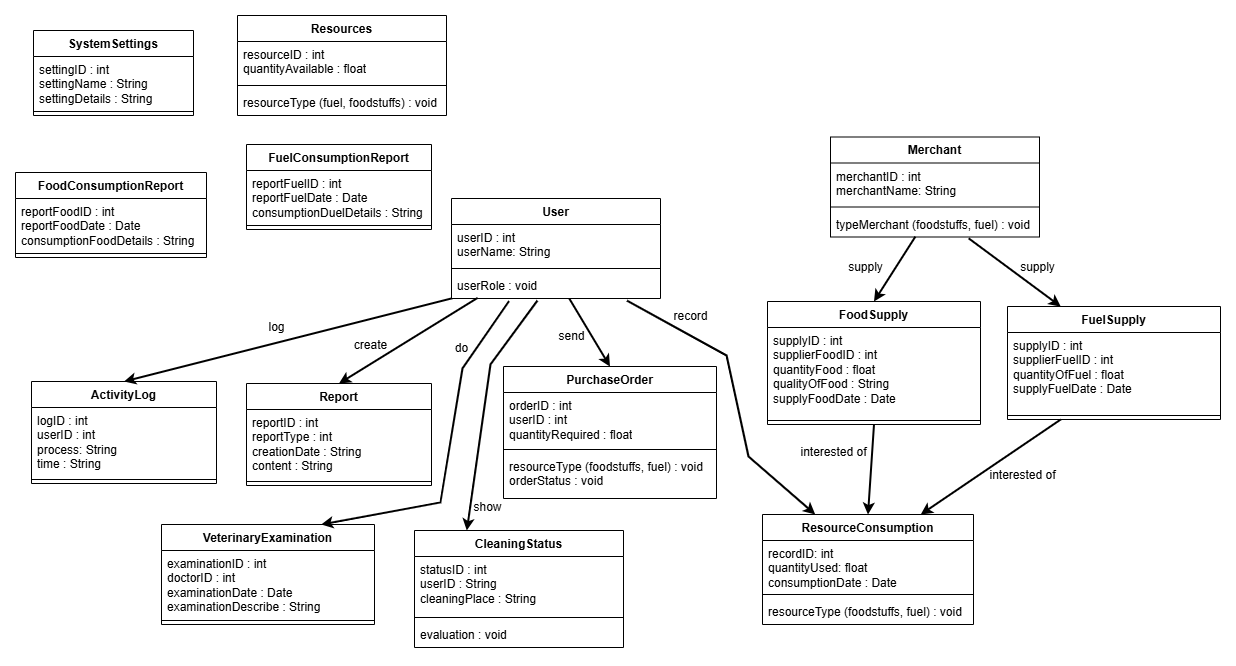 SystemSettings
settingID : int
settingName : String
settingDetails : String
Resources
resourceID : int
quantityAvailable : float
resourceType (fuel, foodstuffs) : void
FoodConsumptionReport
reportFoodID : int
reportFoodDate : Date
consumptionFoodDetails : String
FuelConsumptionReport
reportFuelID : int
reportFuelDate : Date
consumptionDuelDetails : String
User
userID : int
userName: String
userRole : void
Merchant
merchantID : int
merchantName: String
typeMerchant (foodstuffs, fuel) : void
supply
supply
log
create
do
send
record
show
FoodSupply
supplyID : int
supplierFoodID : int
quantityFood : float
qualityOfFood : String
supplyFoodDate : Date
FuelSupply
supplyID : int
supplierFuelID : int
quantityOfFuel : float
supplyFuelDate : Date
ActivityLog
logID : int
userID : int
process: String
time : String
Report
reportID : int
reportType : int
creationDate : String
content : String
PurchaseOrder
orderID : int
userID : int
quantityRequired : float
resourceType (foodstuffs, fuel) : void
orderStatus : void
interested of
interested of
VeterinaryExamination
examinationID : int
doctorID : int
examinationDate : Date
examinationDescribe : String
CleaningStatus
statusID : int
userID : String
cleaningPlace : String
evaluation : void
ResourceConsumption
recordID: int
quantityUsed: float
consumptionDate : Date
resourceType (foodstuffs, fuel) : void